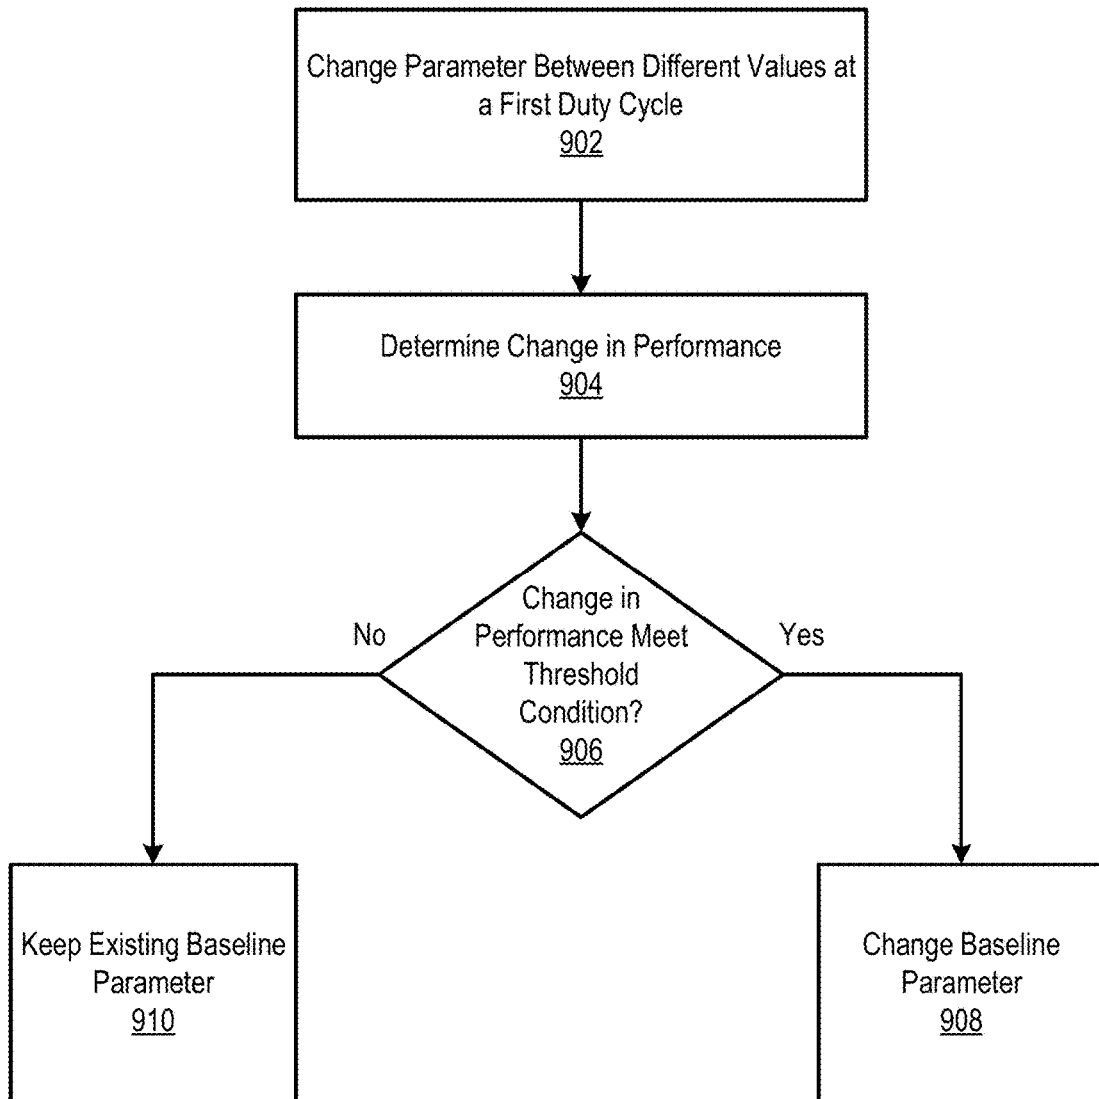 Change Parameter Between Different Values at
a First Duty Cycle
902
Determine Change in Performance
904
Change in
Performance Meet
Threshold
Condition?
906
No
Yes
Keep Existing Baseline
Parameter
910
Change Baseline
Parameter
908